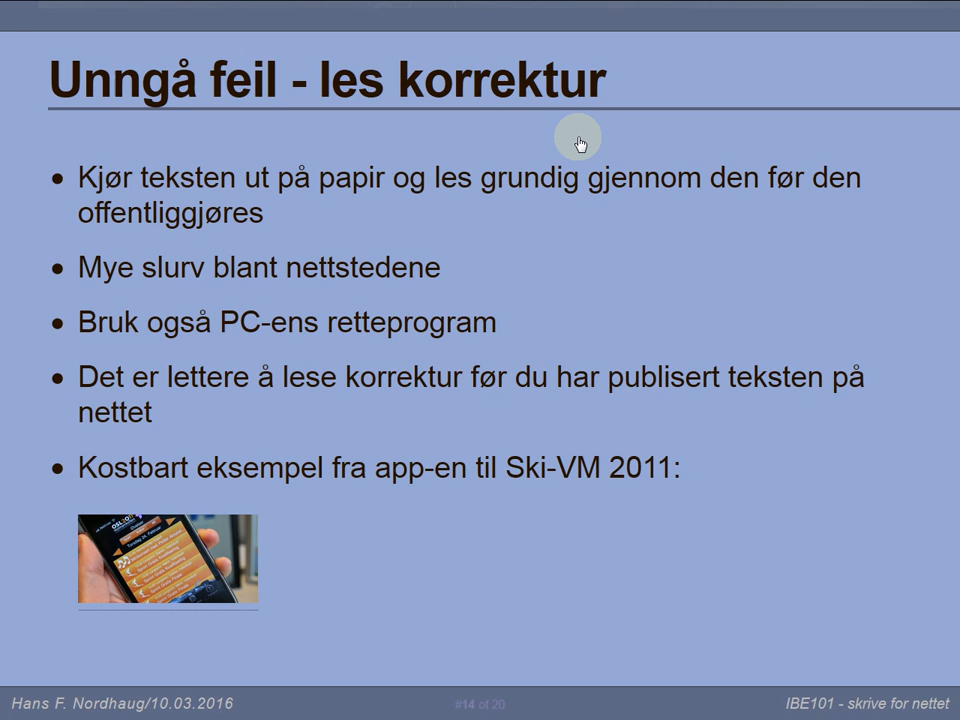 Unngå feil - les korrektur
Kjør teksten ut på papir og les grundig gjennom den før den
offentliggjøres
Mye slurv blant nettstedene
Bruk også PC-ens retteprogram
Det er lettere å lese korrektur før du har publisert teksten på
nettet
Kostbart eksempel fra app-en til Ski-VM 2011:
Hans F. Nordhaug/10.03.2016
#14 of 20
IBE101 - skrive for nettet